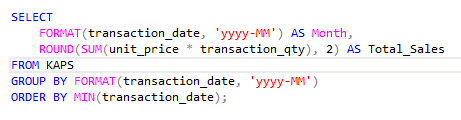 SELECT
    FORMAT(transaction_date, 'yyyy-MM') AS Month,
    ROUND(SUM(unit_price * transaction_qty), 2) AS Total_Sales
FROM KAPS
GROUP BY FORMAT(transaction_date, 'yyyy-MM')
ORDER BY MIN(transaction_date);